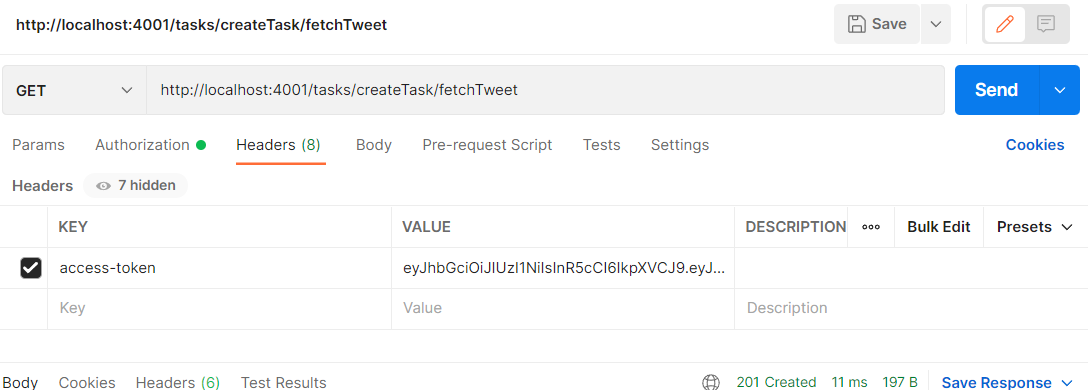 http://localhost:4001/tasks/createTask/fetchTweet Save
GET http://localhost:4001/tasks/createTask/fetchTweet Send
Params Authorization Headers (8) Body Pre-request Script Tests Settings Cookies
Headers 7 hidden
KEY VALUE DESCRIPTION ooo Bulk Edit Presets
access-token eyJhbGciOiJIUzI1NiIsInR5cCI6IkpXVCJ9.eyJ...
Key Value Description
Body Cookies Headers (6) Test Results 201 Created 11 ms 197 B Save Response